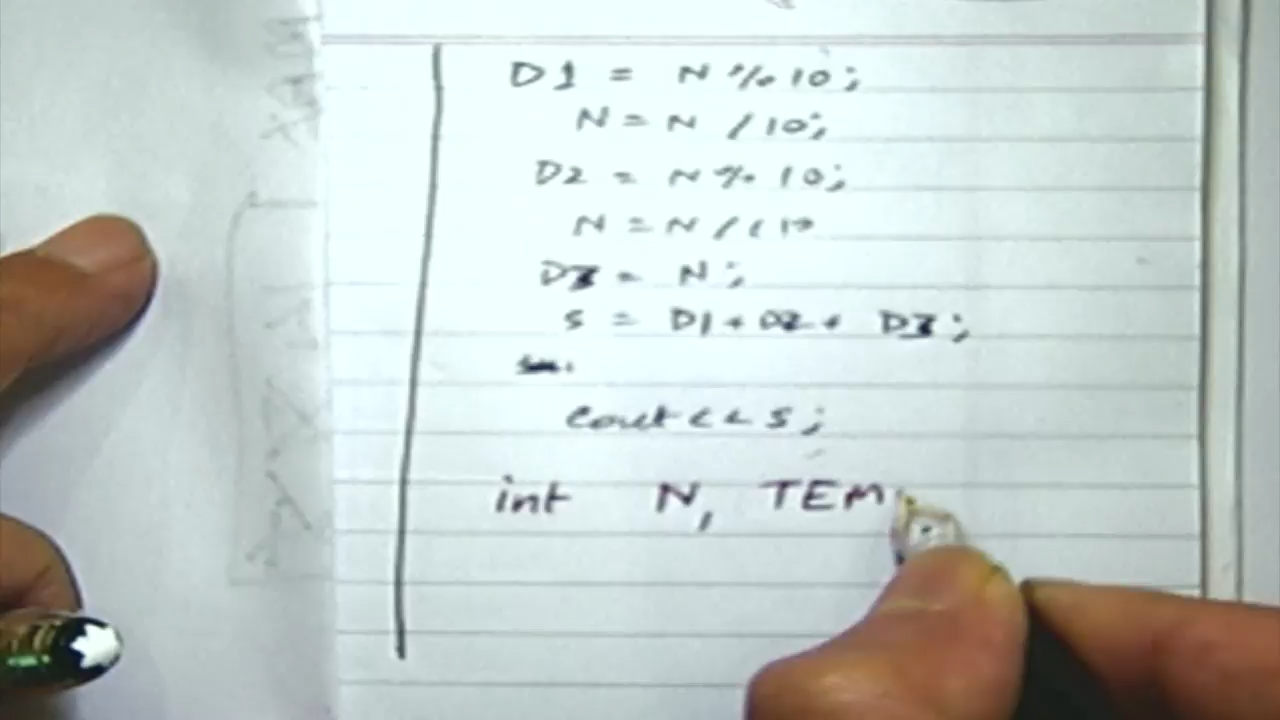 D1 = N % 10;
N = N / 10;
D2 = N % 10;
N = N / 10
D3 = N;
S = D1 + D2 + D3;
cout << S;
int N, TEM